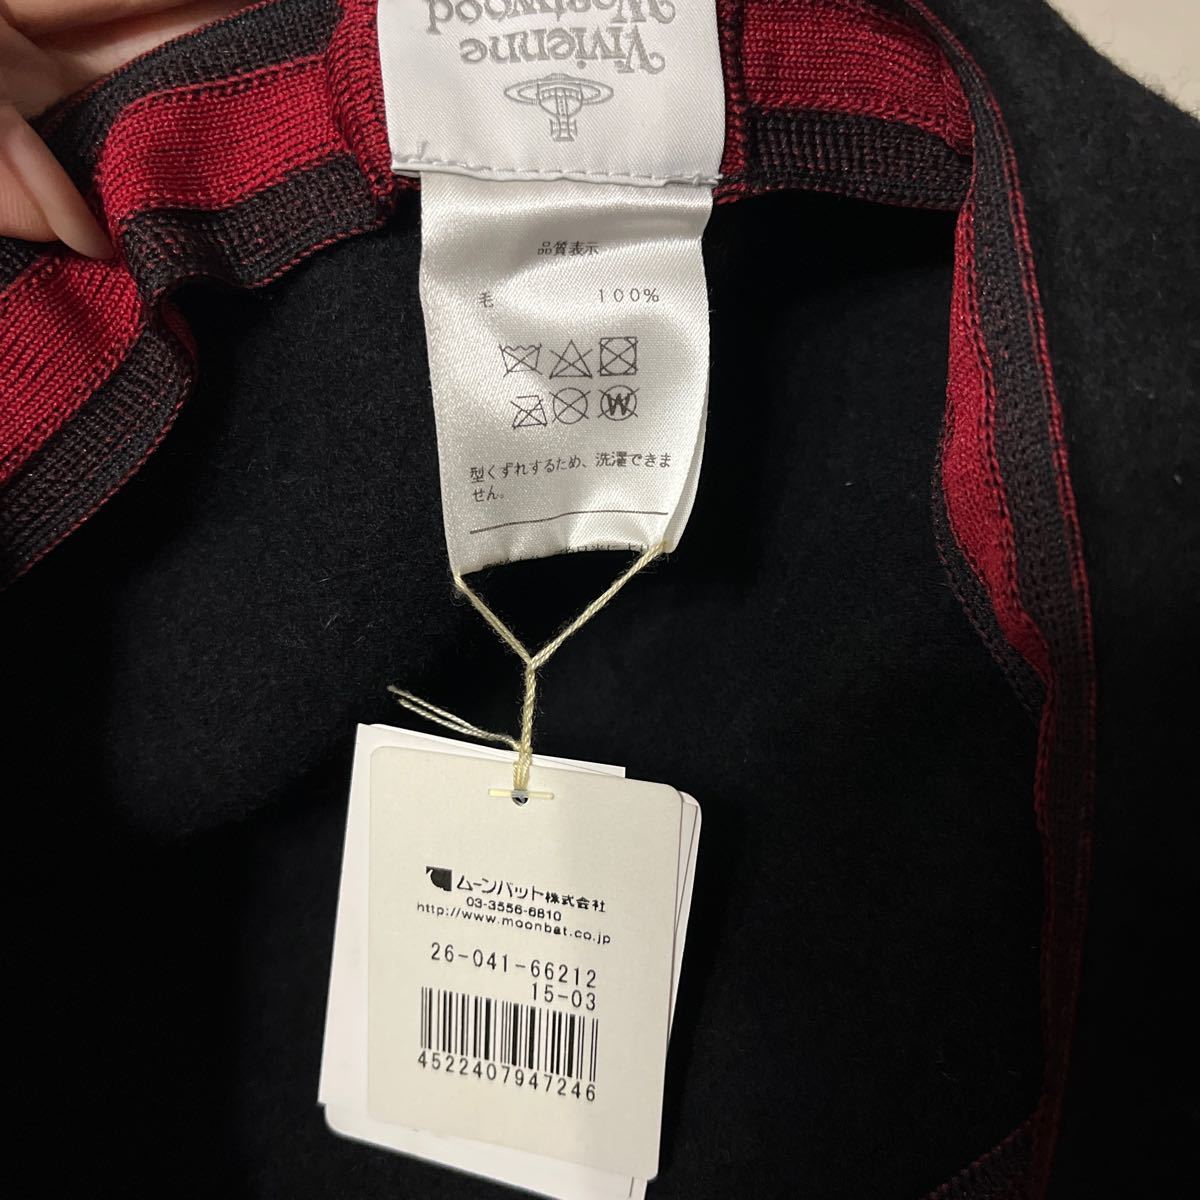 Vivienne
Westwood
品質表示
毛 100%
W
型くずれするため、洗濯できま
せん。
ムーンバット株式会社
03-3556-6810
http://www.moonbat.co.jp
26-041-66212
15-03
4522407947246